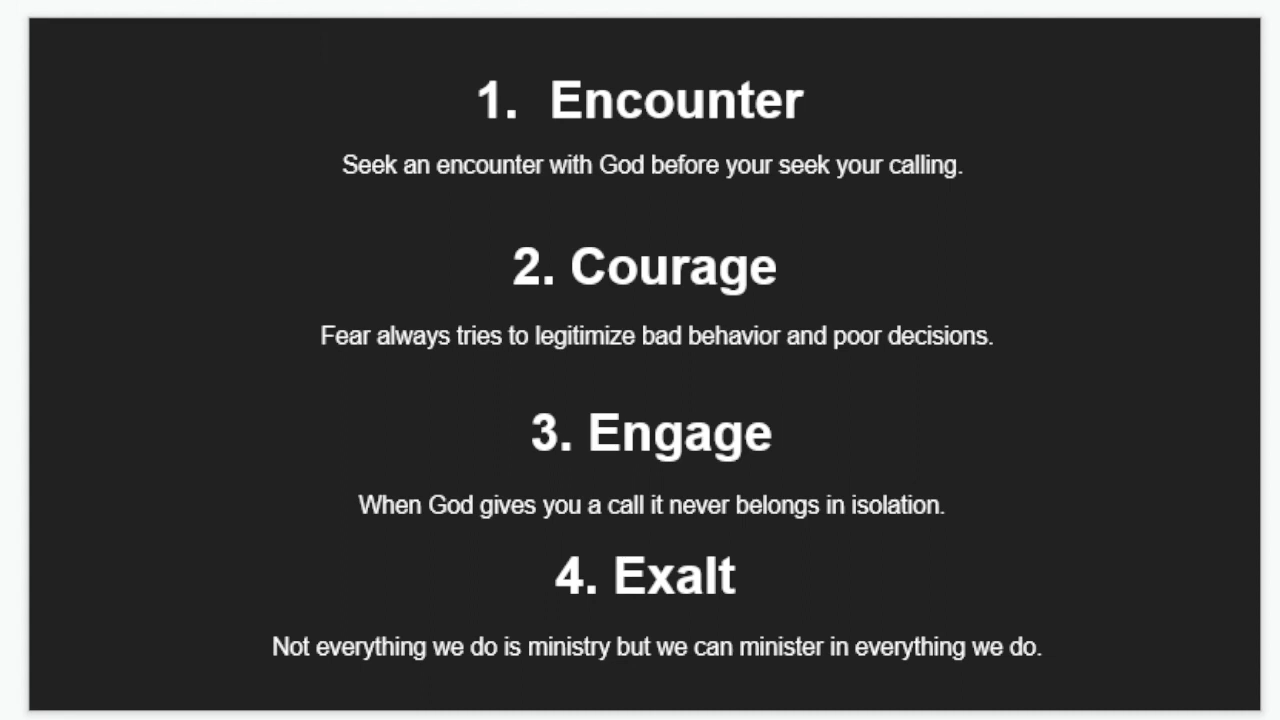 1. Encounter
Seek an encounter with God before your seek your calling.
2. Courage
Fear always tries to legitimize bad behavior and poor decisions.
3. Engage
When God gives you a call it never belongs in isolation.
4. Exalt
Not everything we do is ministry but we can minister in everything we do.